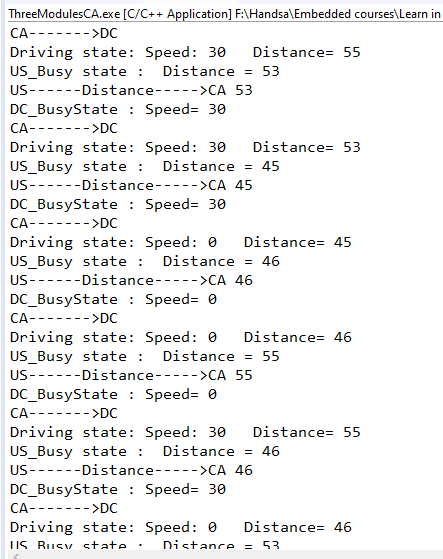 ThreeModulesCA.exe [C/C++ Application] F:\Handsa\Embedded courses\Learn in
CA------->DC
Driving state: Speed: 30   Distance= 55
US_Busy state :  Distance = 53
US------Distance----->CA 53
DC_BusyState : Speed= 30
CA------->DC
Driving state: Speed: 30   Distance= 53
US_Busy state :  Distance = 45
US------Distance----->CA 45
DC_BusyState : Speed= 30
CA------->DC
Driving state: Speed: 0   Distance= 45
US_Busy state :  Distance = 46
US------Distance----->CA 46
DC_BusyState : Speed= 0
CA------->DC
Driving state: Speed: 0   Distance= 46
US_Busy state :  Distance = 55
US------Distance----->CA 55
DC_BusyState : Speed= 0
CA------->DC
Driving state: Speed: 30   Distance= 55
US_Busy state :  Distance = 46
US------Distance----->CA 46
DC_BusyState : Speed= 30
CA------->DC
Driving state: Speed: 0   Distance= 46
US_Busy state :  Distance = 53